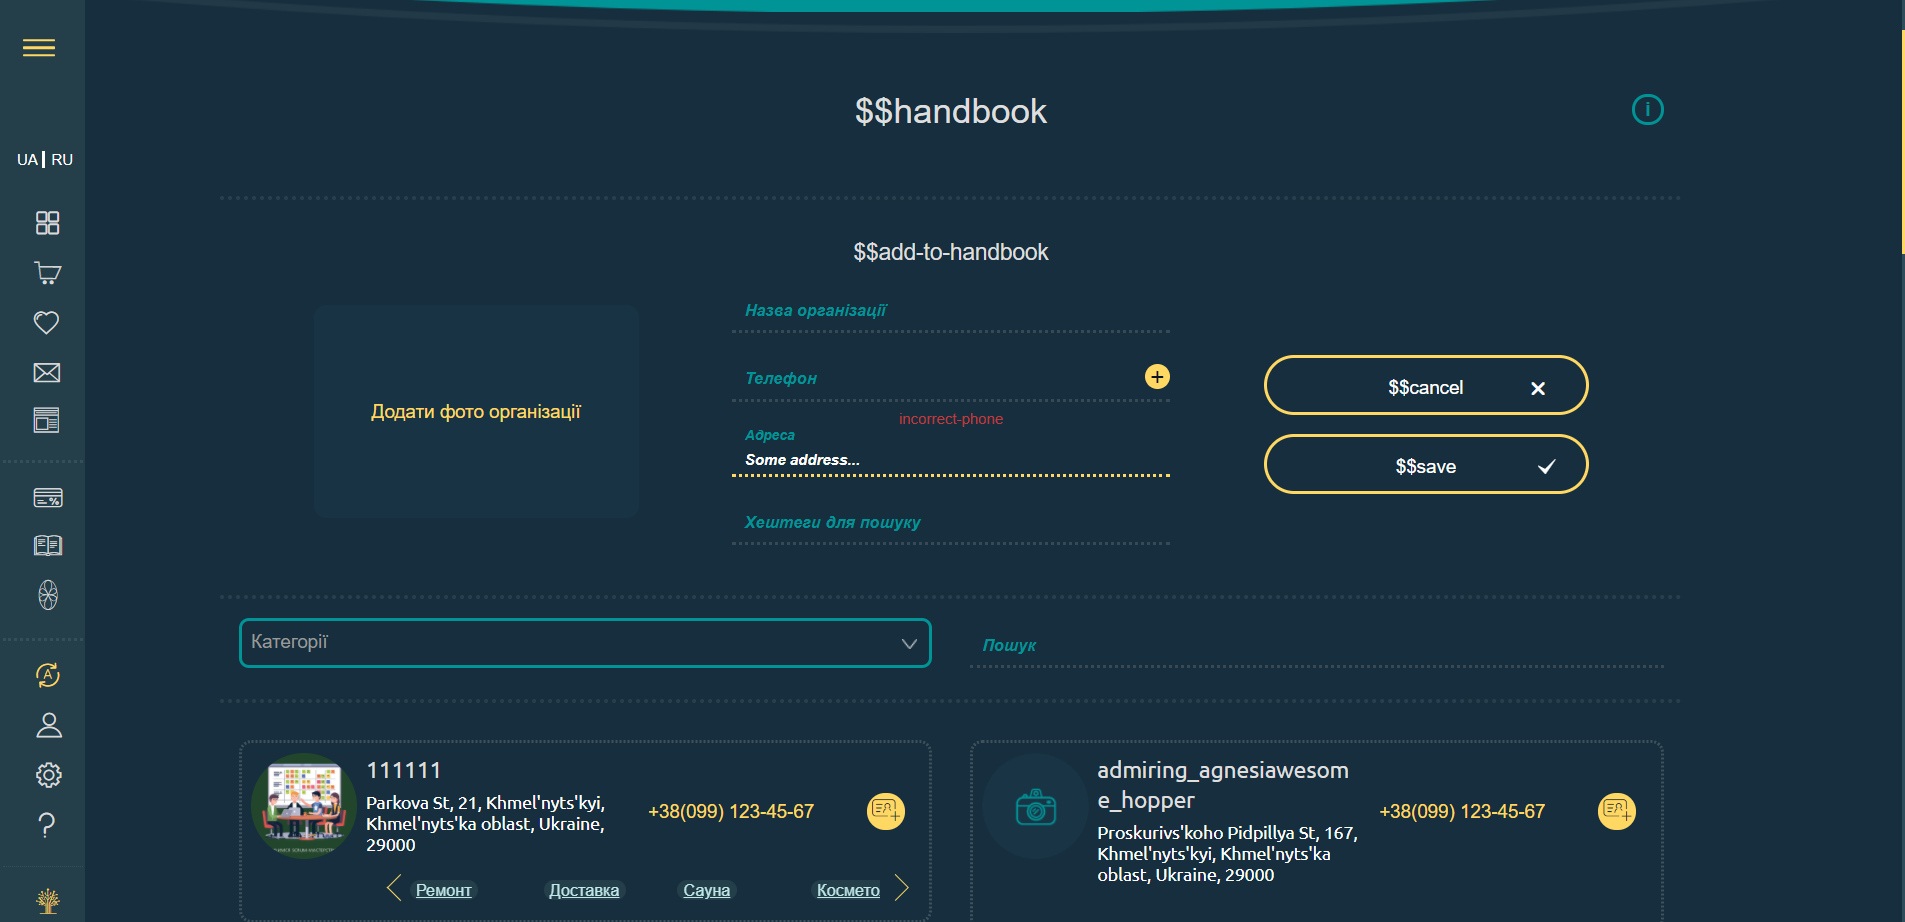 $$handbook
UA | RU
$$add-to-handbook
Назва організації
Телефон
incorrect-phone
Додати фото організації
Адреса
Some address...
Хештеги для пошуку
$$cancel
$$save
Категорії
Пошук
111111
Parkova St, 21, Khmel'nyts'kyi,
Khmel'nyts'ka oblast, Ukraine,
29000
+38(099) 123-45-67
Ремонт
Доставка
Сауна
Космето
admiring_agnesiawesom
e_hopper
Proskurivs'koho Pidpillya St, 167,
Khmel'nyts'kyi, Khmel'nyts'ka
oblast, Ukraine, 29000
+38(099) 123-45-67